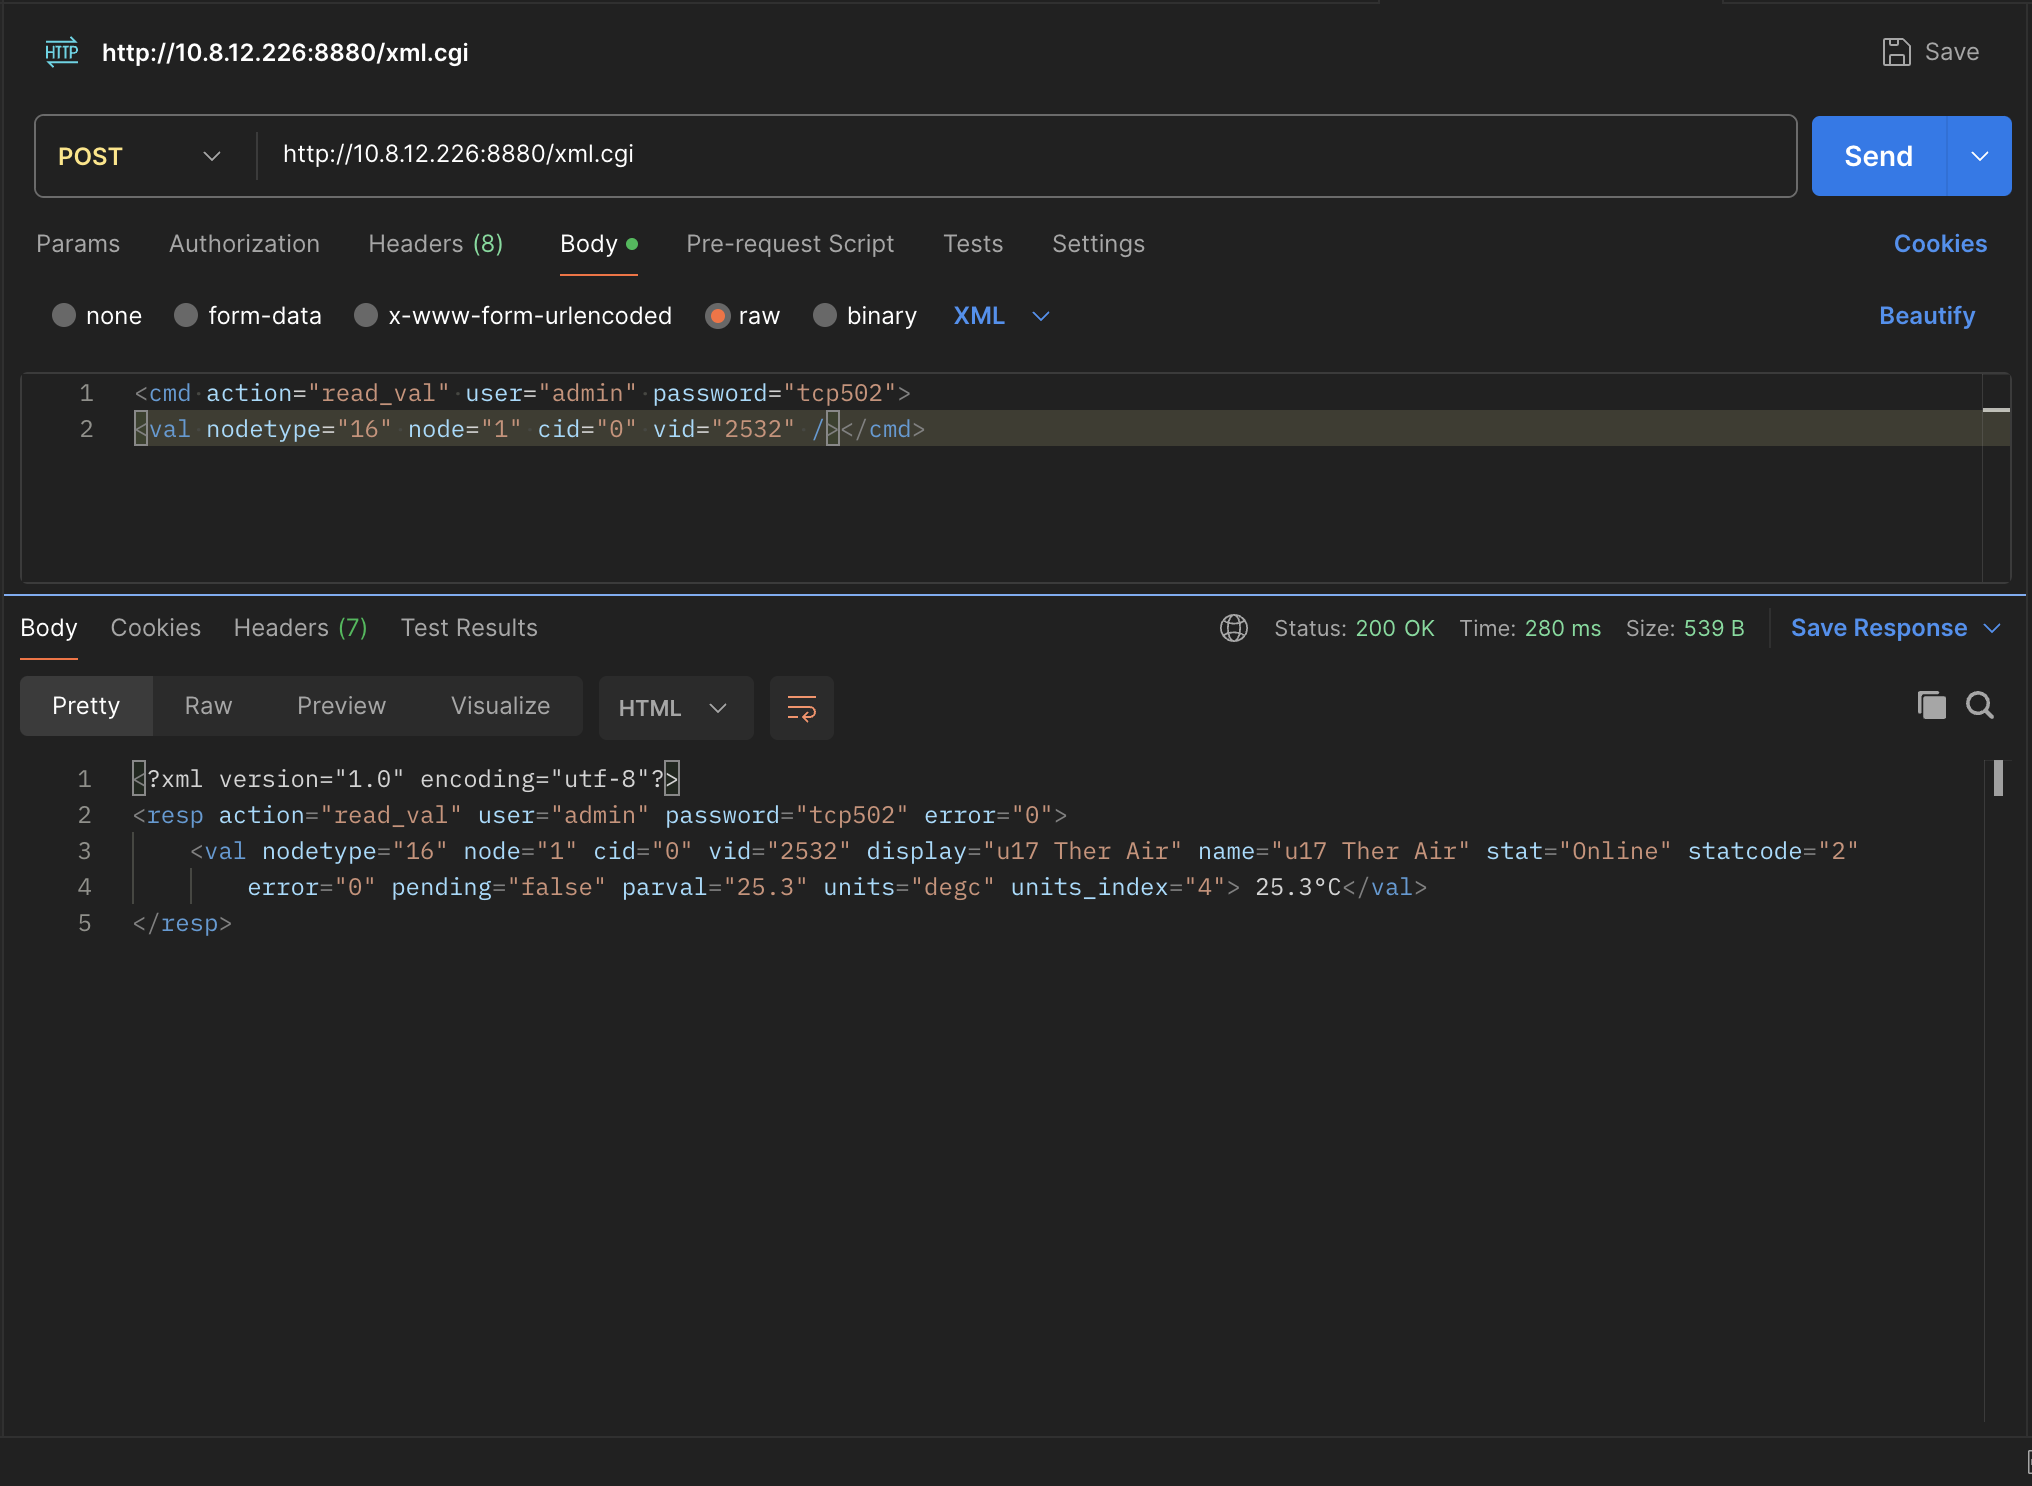 HTTP http://10.8.12.226:8880/xml.cgi Save
POST http://10.8.12.226:8880/xml.cgi Send
Params Authorization Headers (8) Body Pre-request Script Tests Settings Cookies
none form-data x-www-form-urlencoded raw binary XML Beautify
1 <cmd action="read_val" user="admin" password="tcp502">
2 <val nodetype="16" node="1" cid="0" vid="2532" /></cmd>
Body Cookies Headers (7) Test Results Status: 200 OK Time: 280 ms Size: 539 B Save Response
Pretty Raw Preview Visualize HTML
1 <?xml version="1.0" encoding="utf-8"?>
2 <resp action="read_val" user="admin" password="tcp502" error="0">
3 <val nodetype="16" node="1" cid="0" vid="2532" display="u17 Ther Air" name="u17 Ther Air" stat="Online" statcode="2"
4 error="0" pending="false" parval="25.3" units="degc" units_index="4"> 25.3°C</val>
5 </resp>